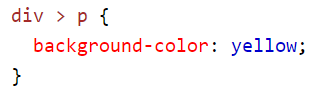 div > p {
  background-color: yellow;
}